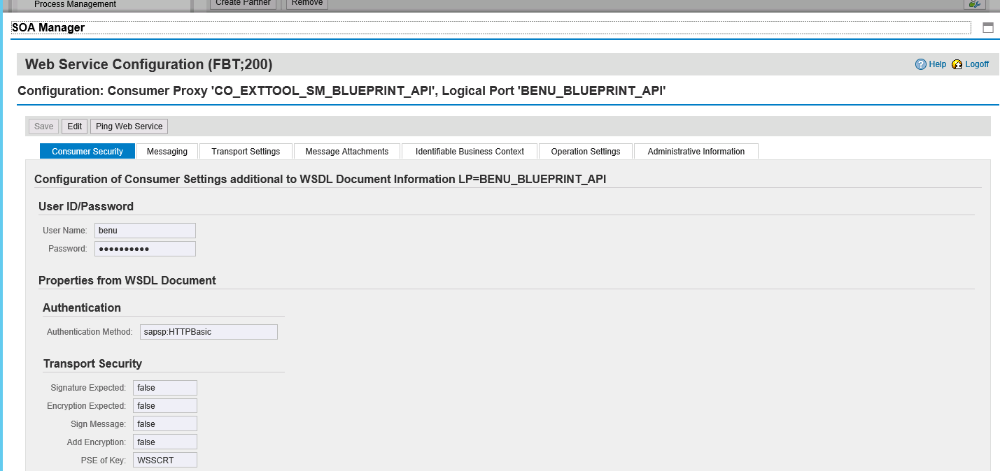 Process Management
Create Partner
Remove
SOA Manager
Web Service Configuration (FBT;200)
Help
Logoff
Configuration: Consumer Proxy 'CO_EXTTOOL_SM_BLUEPRINT_API', Logical Port 'BENU_BLUEPRINT_API'
Save
Edit
Ping Web Service
Consumer Security
Messaging
Transport Settings
Message Attachments
Identifiable Business Context
Operation Settings
Administrative Information
Configuration of Consumer Settings additional to WSDL Document Information LP=BENU_BLUEPRINT_API
User ID/Password
User Name: benu
Password: ●●●●●●●●●●
Properties from WSDL Document
Authentication
Authentication Method: sapsp:HTTPBasic
Transport Security
Signature Expected: false
Encryption Expected: false
Sign Message: false
Add Encryption: false
PSE of Key: WSSCRT